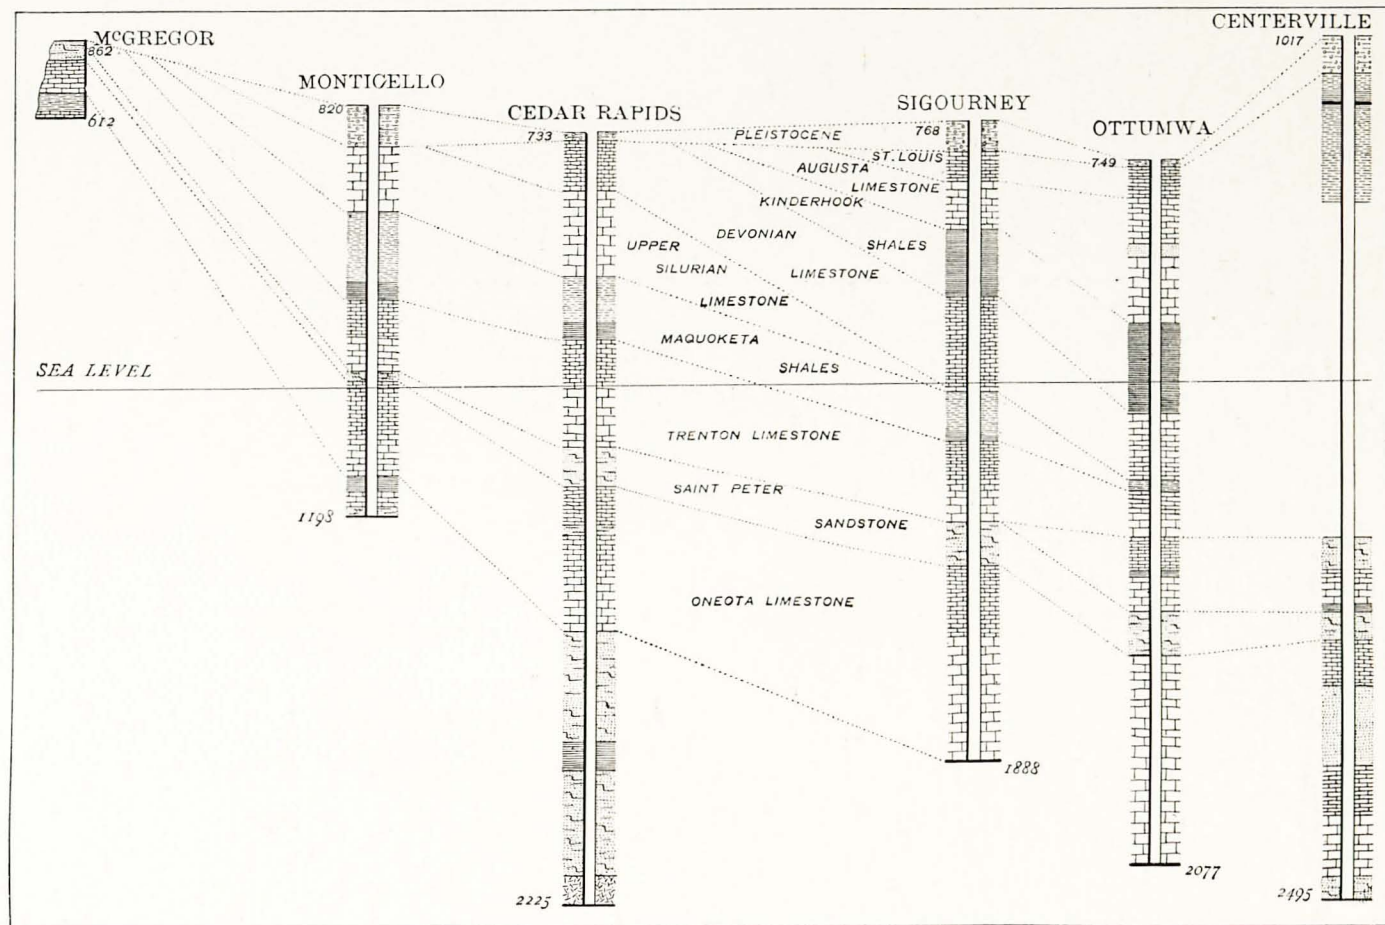 McGREGOR
862
612
MONTICELLO
820
1198
CEDAR RAPIDS
733
2225
SIGOURNEY
768
1888
OTTUMWA
749
2077
CENTERVILLE
1017
2495
SEA LEVEL
PLEISTOCENE
ST. LOUIS
AUGUSTA
LIMESTONE
KINDERHOOK
SHALES
DEVONIAN
LIMESTONE
UPPER
SILURIAN
LIMESTONE
MAQUOKETA
SHALES
TRENTON LIMESTONE
SAINT PETER
SANDSTONE
ONEOTA LIMESTONE